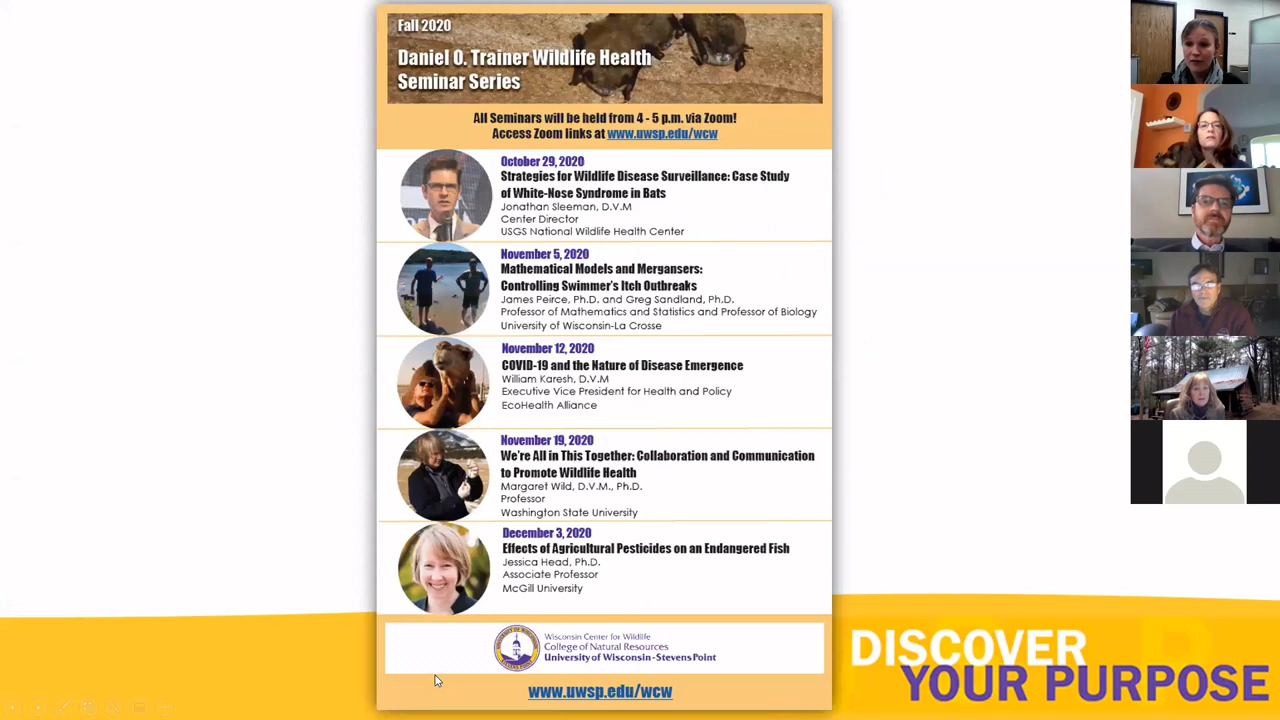 Fall 2020
Daniel O. Trainer Wildlife Health
Seminar Series
All Seminars will be held from 4 - 5 p.m. via Zoom!
Access Zoom links at www.uwsp.edu/wcw
October 29, 2020
Strategies for Wildlife Disease Surveillance: Case Study
of White-Nose Syndrome in Bats
Jonathan Sleeman, D.V.M
Center Director
USGS National Wildlife Health Center
November 5, 2020
Mathematical Models and Mergansers:
Controlling Swimmer's Itch Outbreaks
James Peirce, Ph.D. and Greg Sandland, Ph.D.
Professor of Mathematics and Statistics and Professor of Biology
University of Wisconsin-La Crosse
November 12, 2020
COVID-19 and the Nature of Disease Emergence
William Karesh, D.V.M
Executive Vice President for Health and Policy
EcoHealth Alliance
November 19, 2020
We're All in This Together: Collaboration and Communication
to Promote Wildlife Health
Margaret Wild, D.V.M., Ph.D.
Professor
Washington State University
December 3, 2020
Effects of Agricultural Pesticides on an Endangered Fish
Jessica Head, Ph.D.
Associate Professor
McGill University
Wisconsin Center for Wildlife
College of Natural Resources
University of Wisconsin-Stevens Point
www.uwsp.edu/wcw
DISCOVER
YOUR PURPOSE